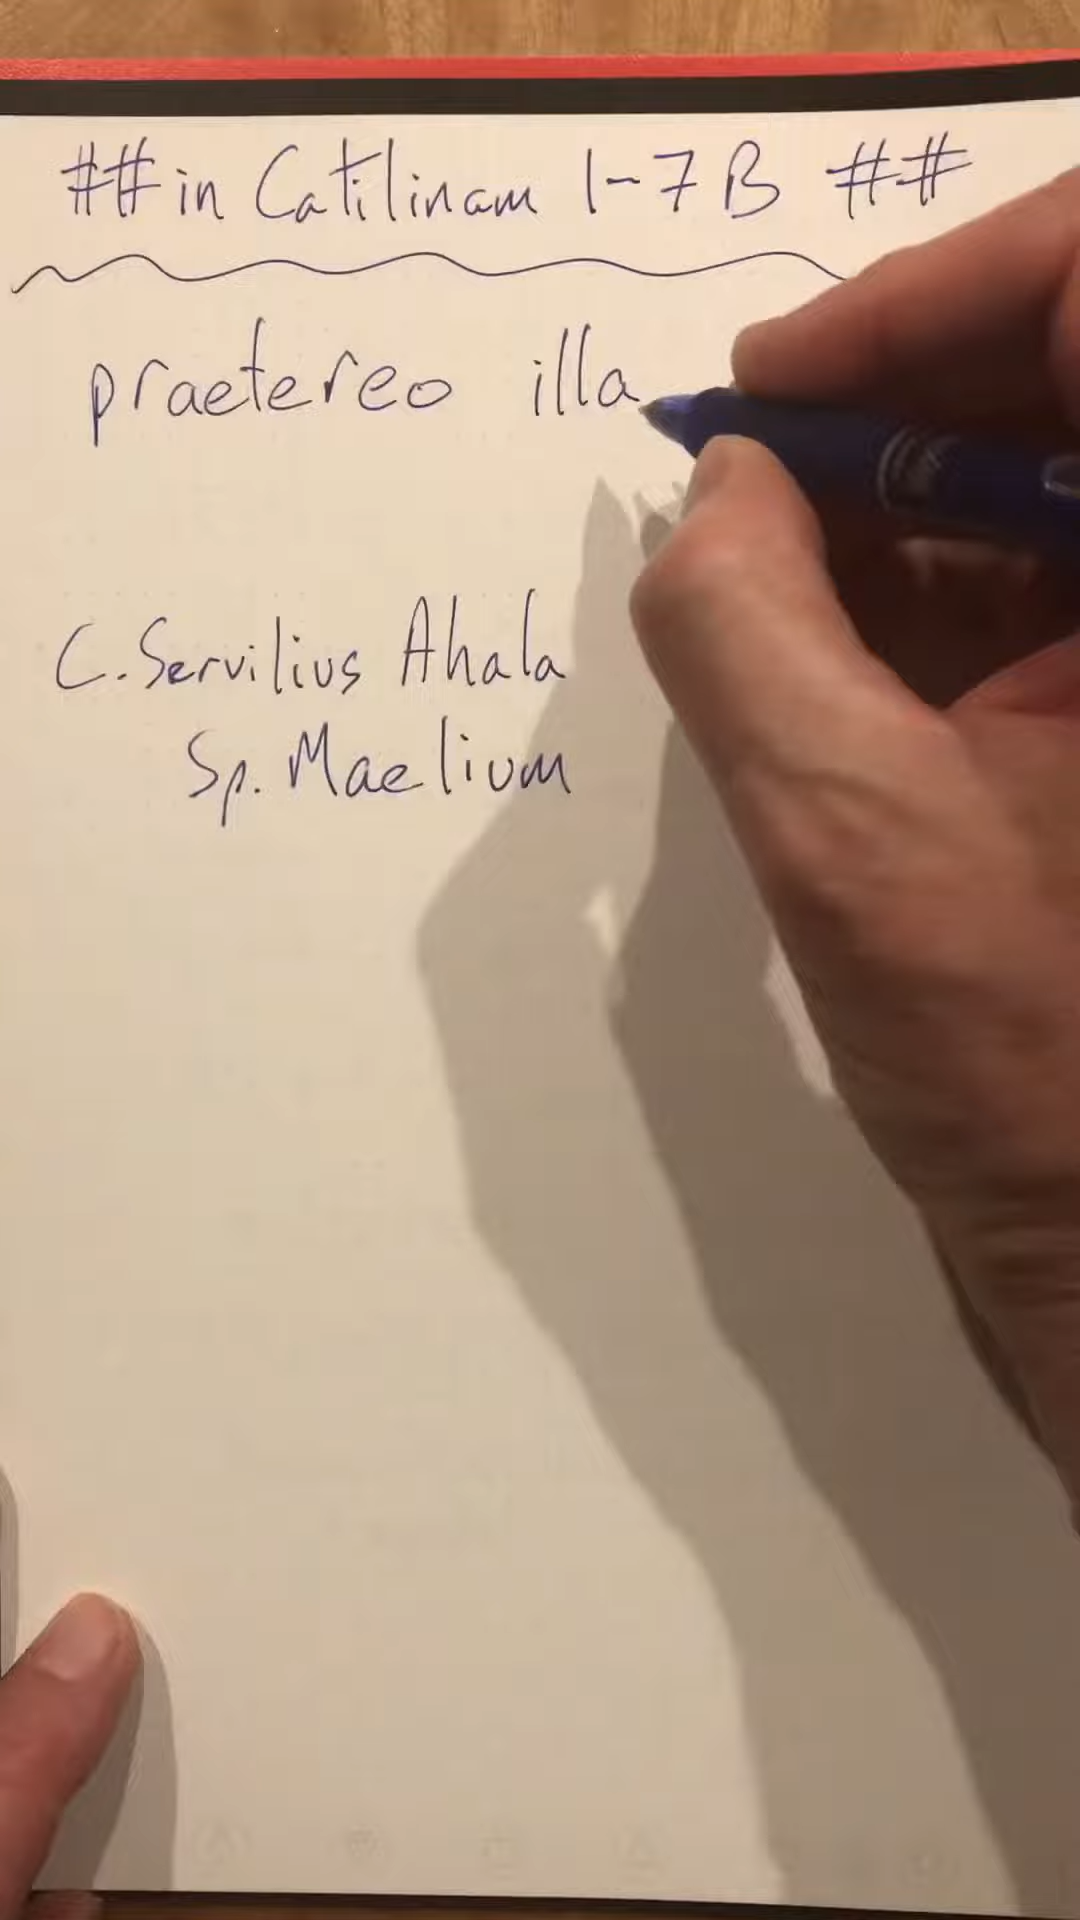 ## in Catilinam 1-7B ##
praetereo illa
C. Servilius Ahala
Sp. Maelium